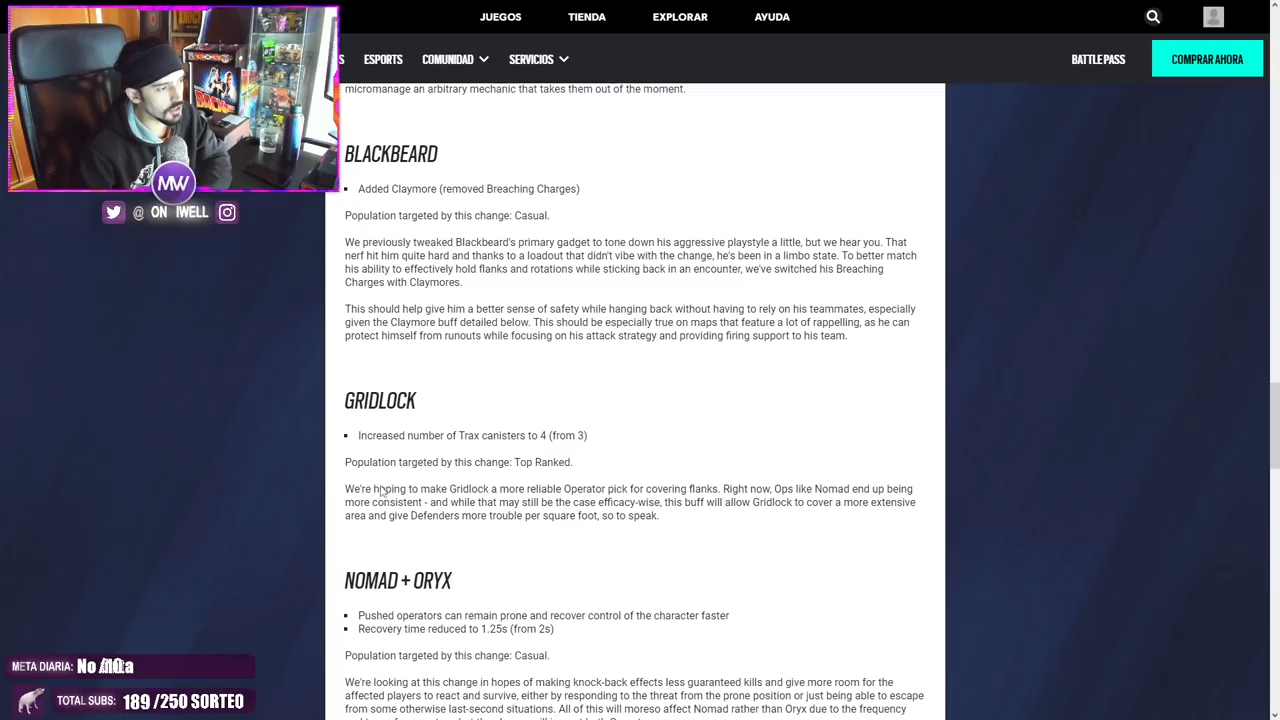 JUEGOS TIENDA EXPLORAR AYUDA
S ESPORTS COMUNIDAD SERVICIOS BATTLE PASS COMPRAR AHORA
micromanage an arbitrary mechanic that takes them out of the moment.
MW
@ ON IWELL
BLACKBEARD
Added Claymore (removed Breaching Charges)
Population targeted by this change: Casual.
We previously tweaked Blackbeard's primary gadget to tone down his aggressive playstyle a little, but we hear you. That
nerf hit him quite hard and thanks to a loadout that didn't vibe with the change, he's been in a limbo state. To better match
his ability to effectively hold flanks and rotations while sticking back in an encounter, we've switched his Breaching
Charges with Claymores.
This should help give him a better sense of safety while hanging back without having to rely on his teammates, especially
given the Claymore buff detailed below. This should be especially true on maps that feature a lot of rappelling, as he can
protect himself from runouts while focusing on his attack strategy and providing firing support to his team.
GRIDLOCK
Increased number of Trax canisters to 4 (from 3)
Population targeted by this change: Top Ranked.
We're hoping to make Gridlock a more reliable Operator pick for covering flanks. Right now, Ops like Nomad end up being
more consistent - and while that may still be the case efficacy-wise, this buff will allow Gridlock to cover a more extensive
area and give Defenders more trouble per square foot, so to speak.
NOMAD + ORYX
Pushed operators can remain prone and recover control of the character faster
Recovery time reduced to 1.25s (from 2s)
Population targeted by this change: Casual.
We're looking at this change in hopes of making knock-back effects less guaranteed kills and give more room for the
affected players to react and survive, either by responding to the threat from the prone position or just being able to escape
from some otherwise last-second situations. All of this will moreso affect Nomad rather than Oryx due to the frequency
META DIARIA: No
TOTAL SUBS: 189 /250 SORTEO